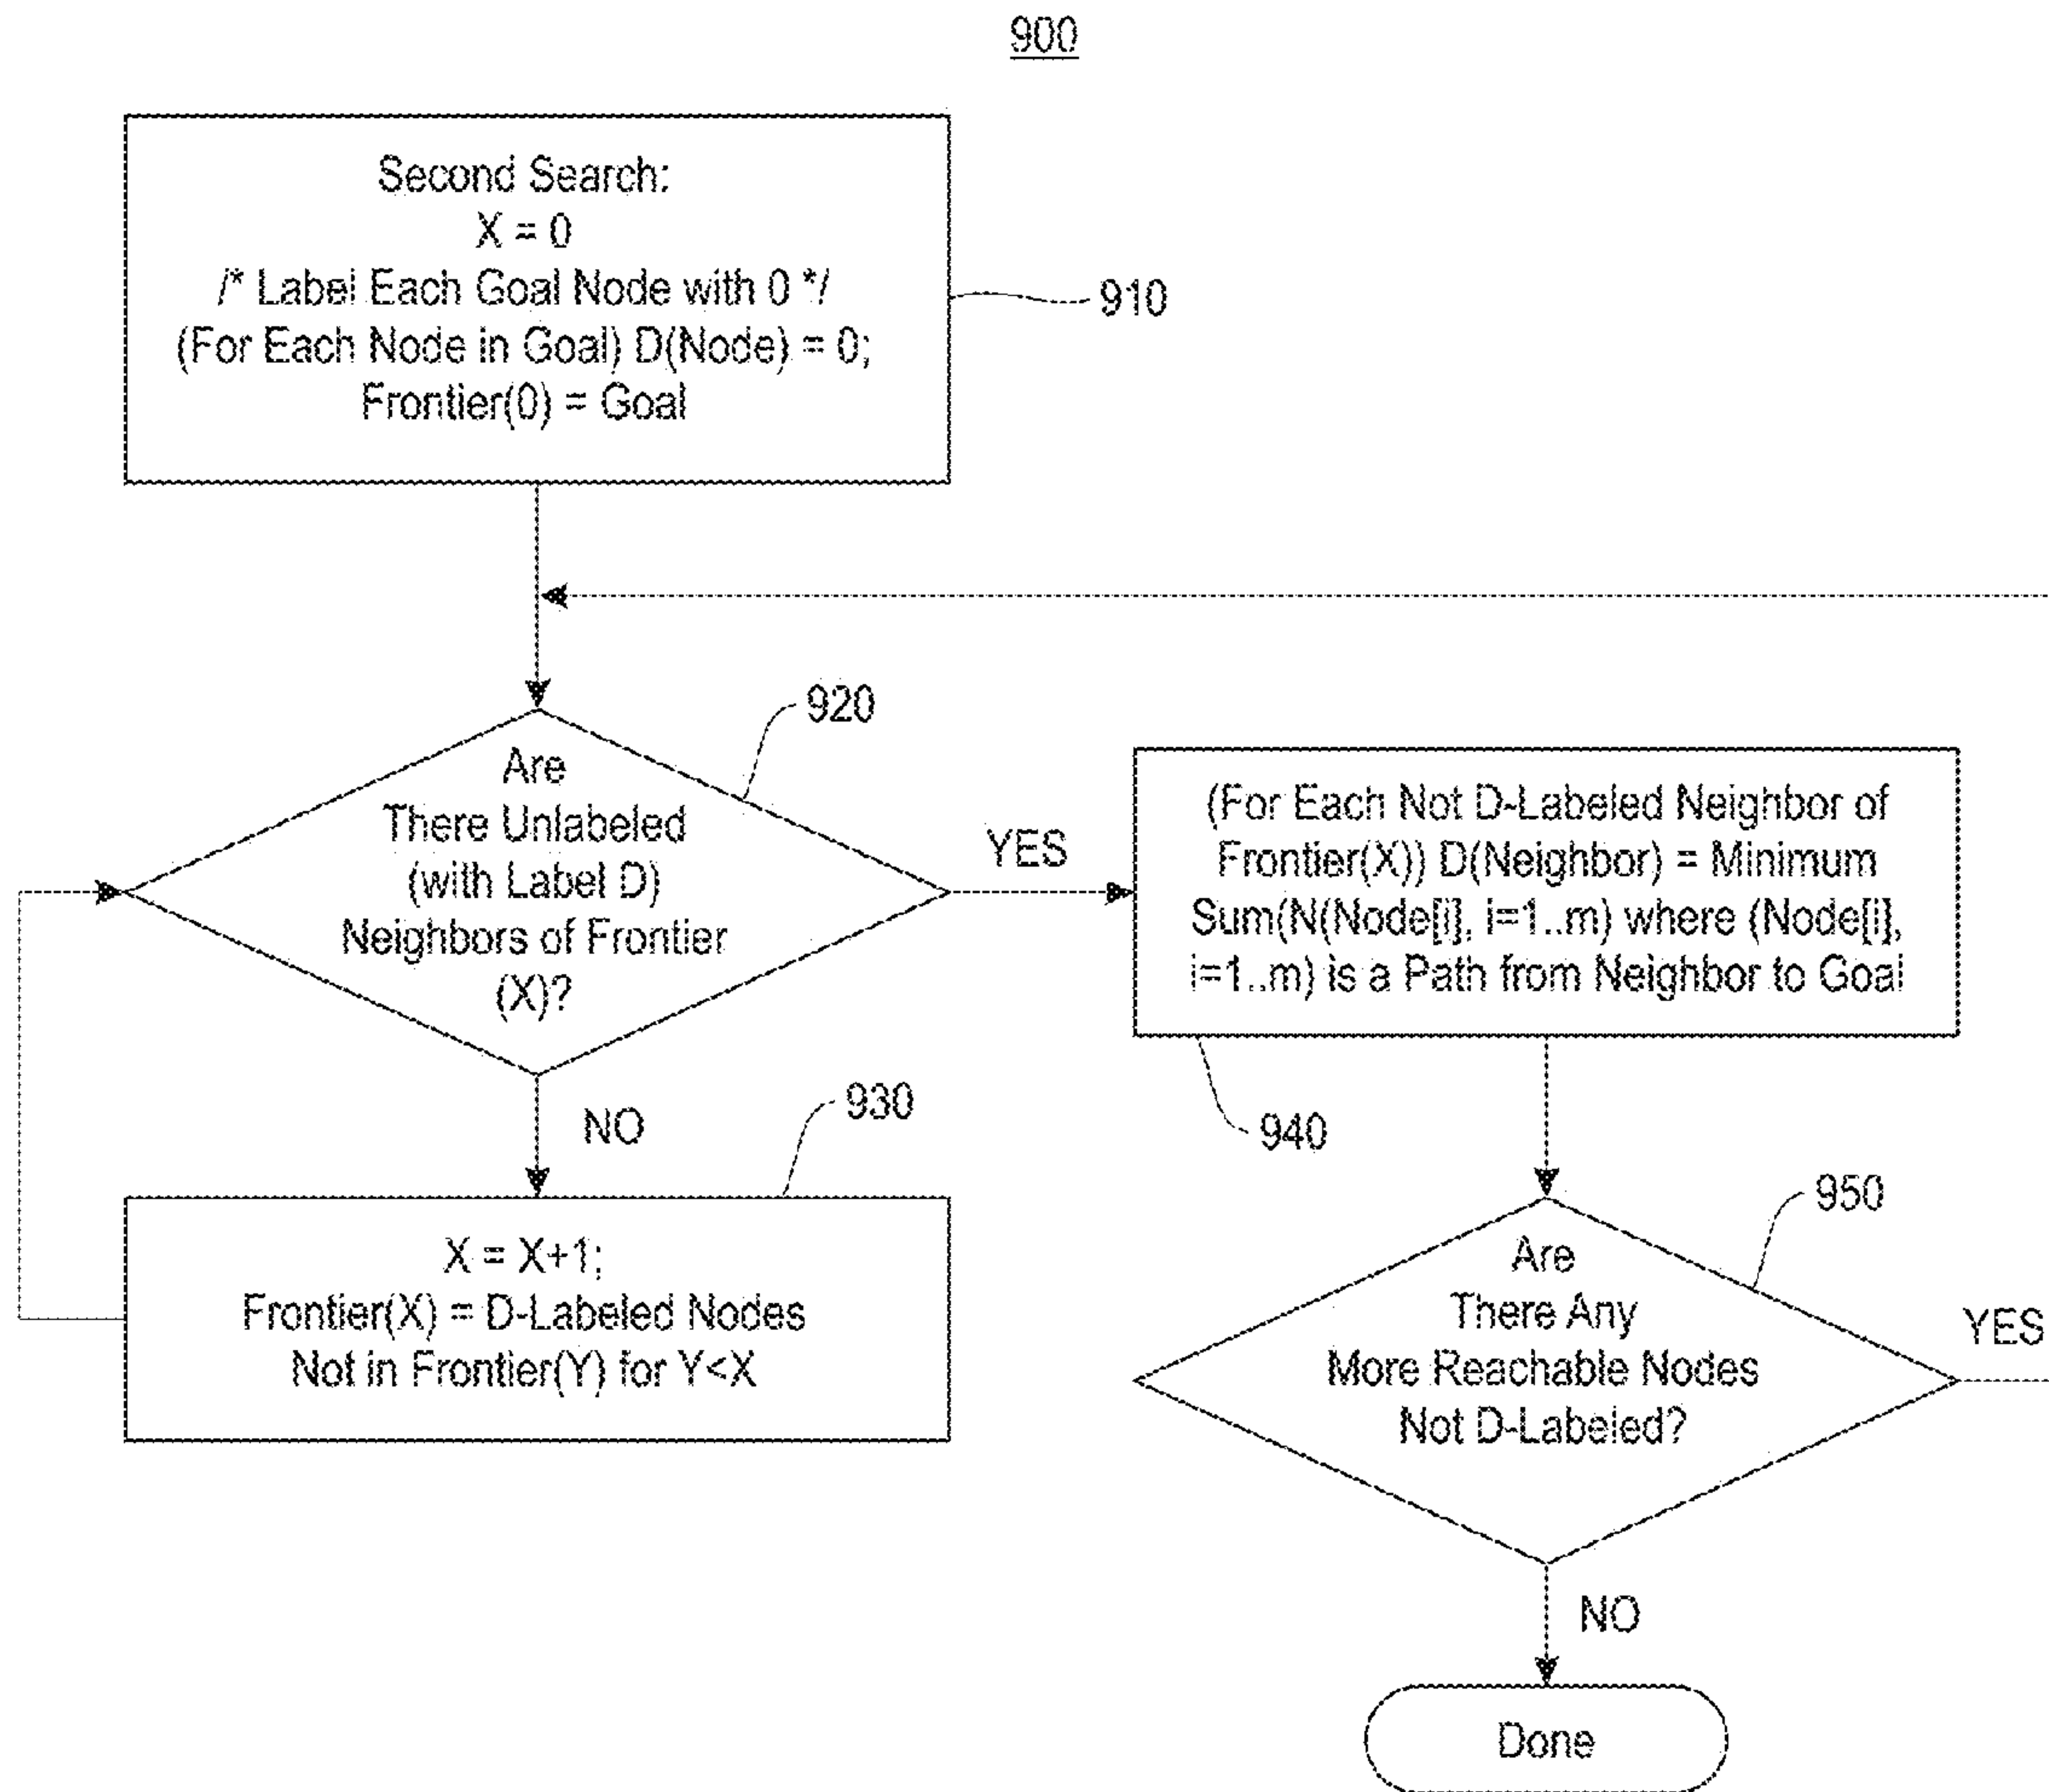 900
Second Search:
X = 0
/* Label Each Goal Node with 0 */
(For Each Node in Goal) D(Node) = 0;
Frontier(0) = Goal
910
920
Are
There Unlabeled
(with Label D)
Neighbors of Frontier
(X)?
YES
(For Each Not D-Labeled Neighbor of
Frontier(X)) D(Neighbor) = Minimum
Sum(N(Node[i], i=1..m) where (Node[i],
i=1..m) is a Path from Neighbor to Goal
940
NO
930
X = X+1;
Frontier(X) = D-Labeled Nodes
Not in Frontier(Y) for Y<X
950
Are
There Any
More Reachable Nodes
Not D-Labeled?
YES
NO
Done